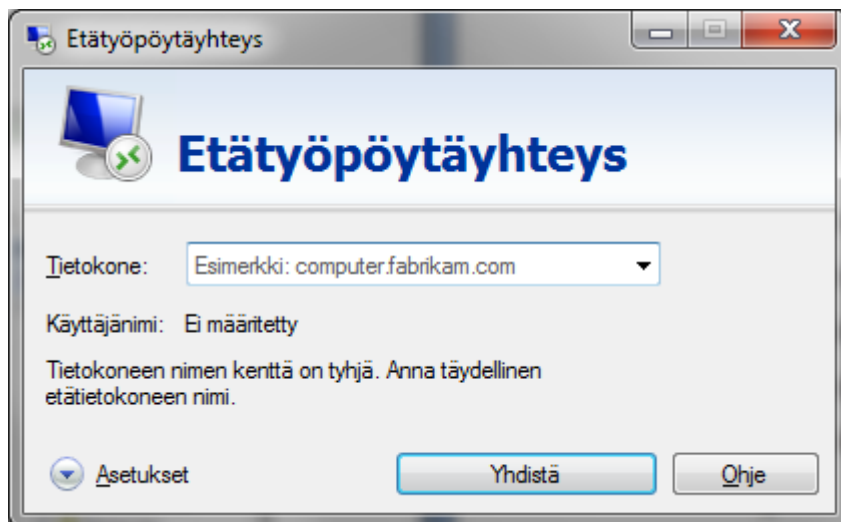 Etätyöpöytäyhteys
Etätyöpöytäyhteys
Tietokone: Esimerkki: computer.fabrikam.com
Käyttäjänimi: Ei määritetty
Tietokoneen nimen kenttä on tyhjä. Anna täydellinen
etätietokoneen nimi.
Asetukset Yhdistä Ohje